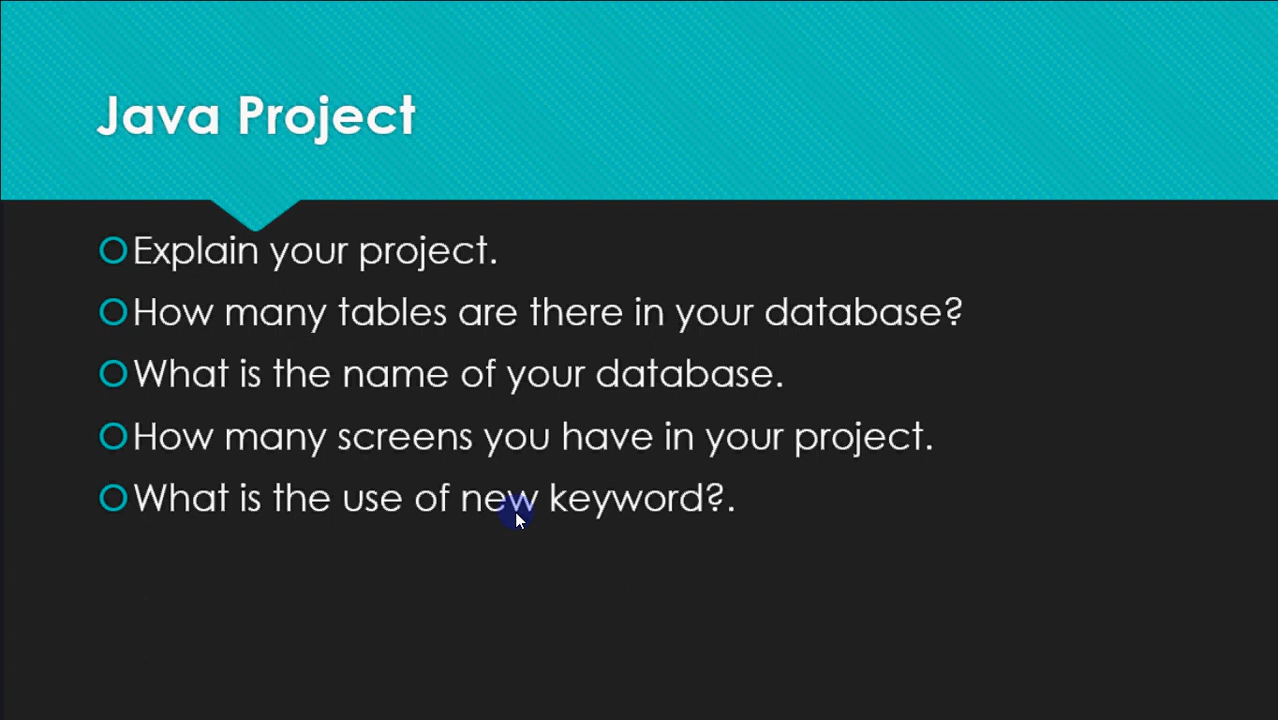 Java Project
Explain your project.
How many tables are there in your database?
What is the name of your database.
How many screens you have in your project.
What is the use of new keyword?.